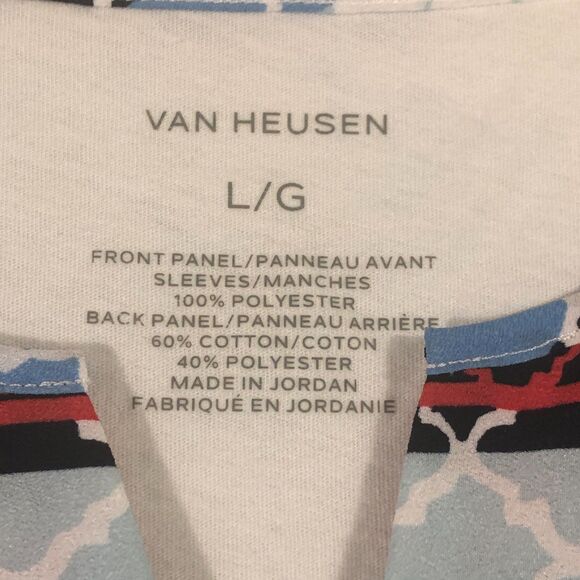 VAN HEUSEN
L/G
FRONT PANEL/PANNEAU AVANT
SLEEVES/MANCHES
100% POLYESTER
BACK PANEL/PANNEAU ARRIÈRE
60% COTTON/COTON
40% POLYESTER
MADE IN JORDAN
FABRIQUÉ EN JORDANIE